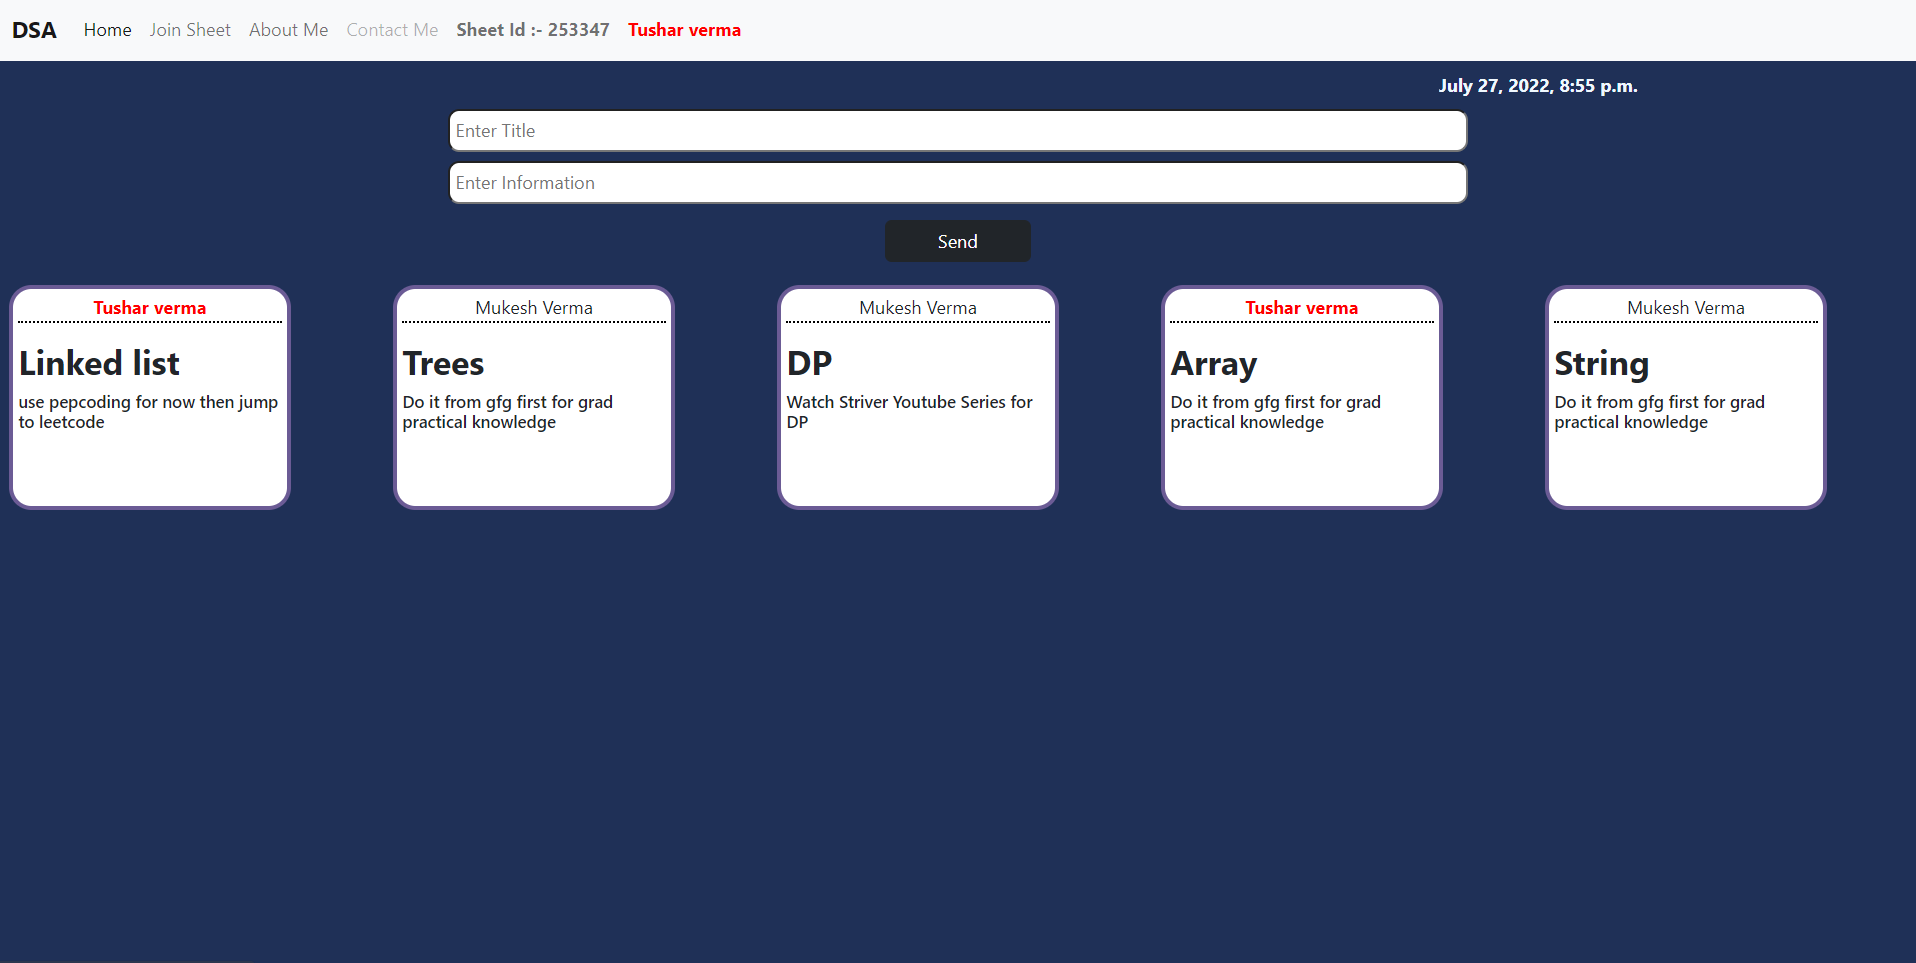 DSA Home Join Sheet About Me Contact Me Sheet Id :- 253347 Tushar verma
July 27, 2022, 8:55 p.m.
Enter Title
Enter Information
Send
Tushar verma
Linked list
use pepcoding for now then jump
to leetcode
Mukesh Verma
Trees
Do it from gfg first for grad
practical knowledge
Mukesh Verma
DP
Watch Striver Youtube Series for
DP
Tushar verma
Array
Do it from gfg first for grad
practical knowledge
Mukesh Verma
String
Do it from gfg first for grad
practical knowledge